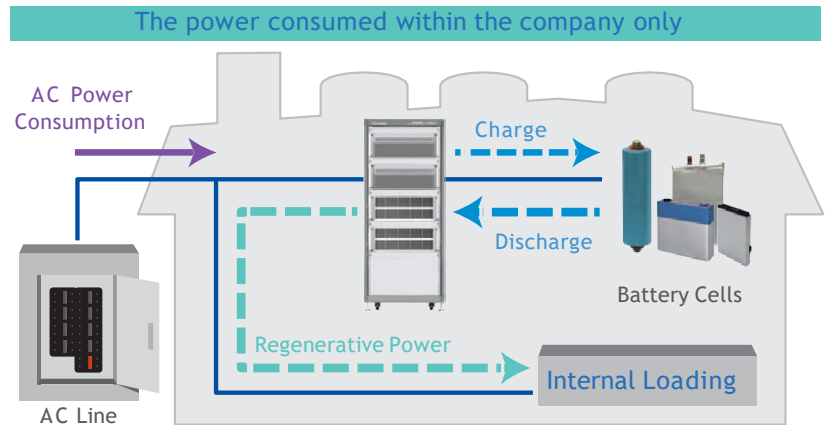 The power consumed within the company only
AC Power
Consumption
Charge
Discharge
Battery Cells
Regenerative Power
Internal Loading
AC Line